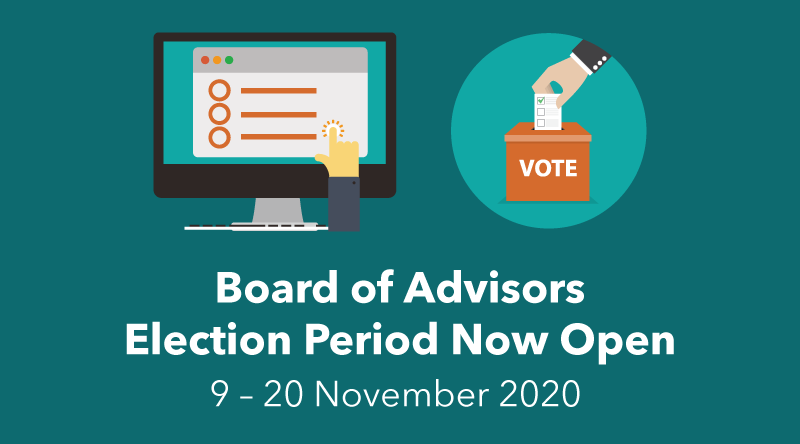 VOTE
Board of Advisors
Election Period Now Open
9 – 20 November 2020